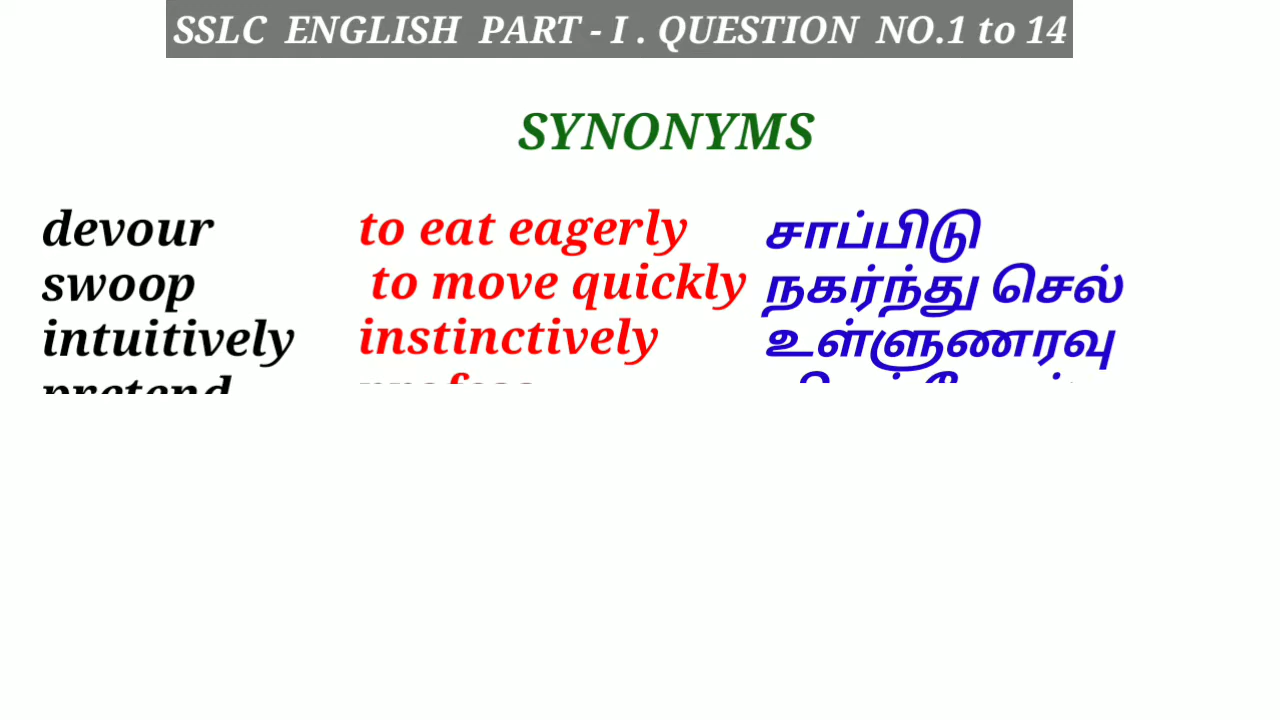 SSLC ENGLISH PART - I . QUESTION NO.1 to 14
SYNONYMS
devour to eat eagerly சாப்பிடு
swoop to move quickly நகர்ந்து செல்
intuitively instinctively உள்ளுணரவு
pretend